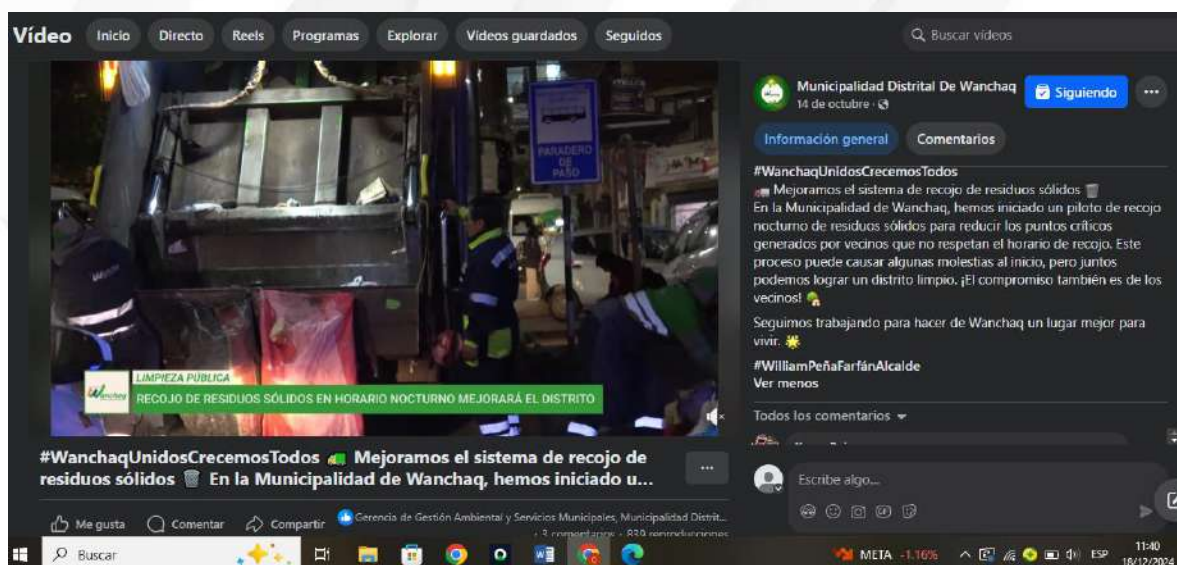 Vídeo
Inicio
Directo
Reels
Programas
Explorar
Vídeos guardados
Seguidos
Buscar vídeos
PARADERO
DE
PASO
Wanchaq
LIMPIEZA PÚBLICA
RECOJO DE RESIDUOS SÓLIDOS EN HORARIO NOCTURNO MEJORARÁ EL DISTRITO
#WanchaqUnidosCrecemosTodos 🚛 Mejoramos el sistema de recojo de
residuos sólidos 🗑️ En la Municipalidad de Wanchaq, hemos iniciado u...
Me gusta
Comentar
Compartir
Gerencia de Gestión Ambiental y Servicios Municipales, Municipalidad Distrit...
· 3 comentarios · 839 reproducciones
Municipalidad Distrital De Wanchaq
14 de octubre ·
Siguiendo
Información general
Comentarios
#WanchaqUnidosCrecemosTodos
🚛 Mejoramos el sistema de recojo de residuos sólidos 🗑️
En la Municipalidad de Wanchaq, hemos iniciado un piloto de recojo
nocturno de residuos sólidos para reducir los puntos críticos
generados por vecinos que no respetan el horario de recojo. Este
proceso puede causar algunas molestias al inicio, pero juntos
podemos lograr un distrito limpio. ¡El compromiso también es de los
vecinos! 🏡
Seguimos trabajando para hacer de Wanchaq un lugar mejor para
vivir. 🌟
#WilliamPeñaFarfánAlcalde
Ver menos
Todos los comentarios
Escribe algo...
Buscar
META -1.16%
ESP
11:40
18/12/2024